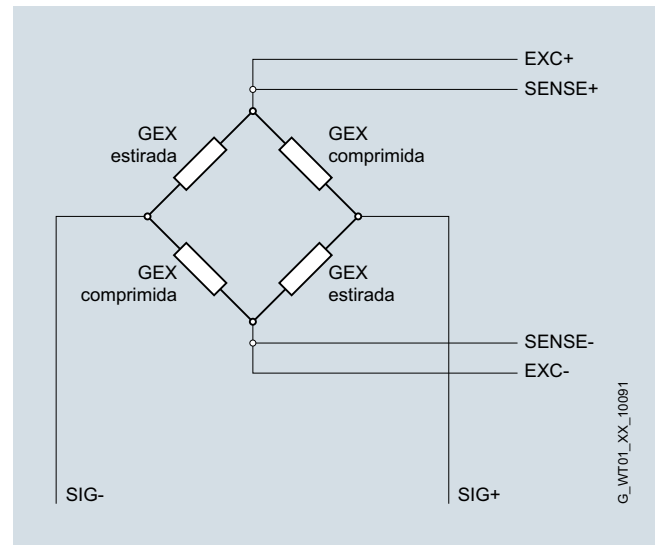 EXC+
SENSE+
GEX
estirada
GEX
comprimida
GEX
comprimida
GEX
estirada
SENSE-
EXC-
SIG-
SIG+
G_WT01_XX_10091